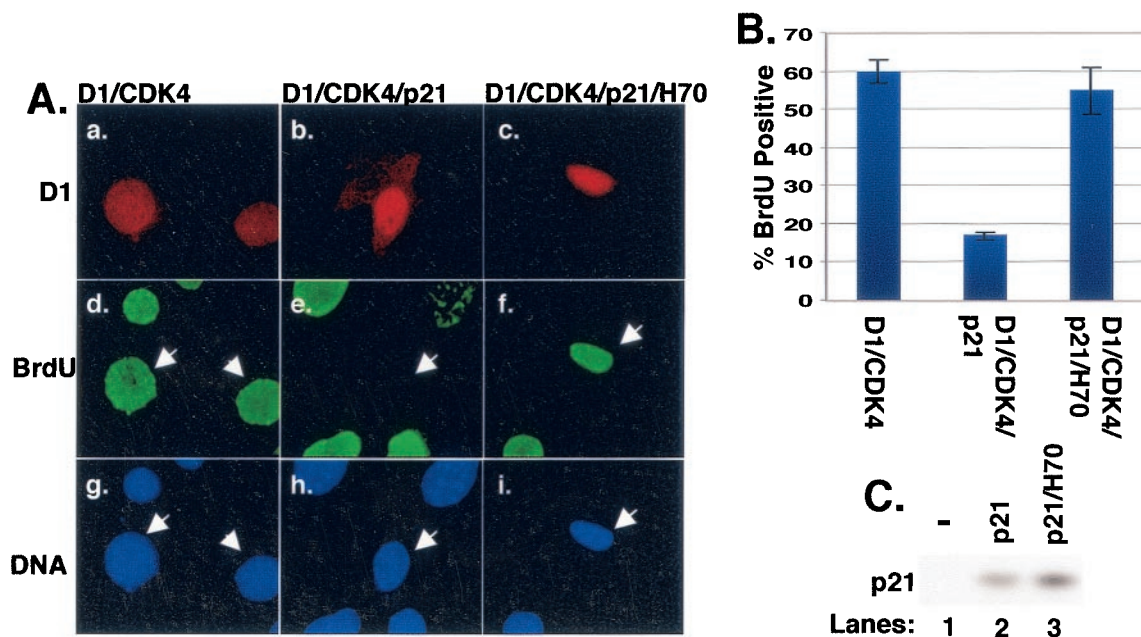 A.
D1/CDK4
D1/CDK4/p21
D1/CDK4/p21/H70
a.
b.
c.
D1
d.
e.
f.
BrdU
g.
h.
i.
DNA
B.
% BrdU Positive
70
60
50
40
30
20
10
0
D1/CDK4
D1/CDK4/
p21
D1/CDK4/
p21/H70
C.
-
p21
p21/H70
p21
Lanes: 1 2 3